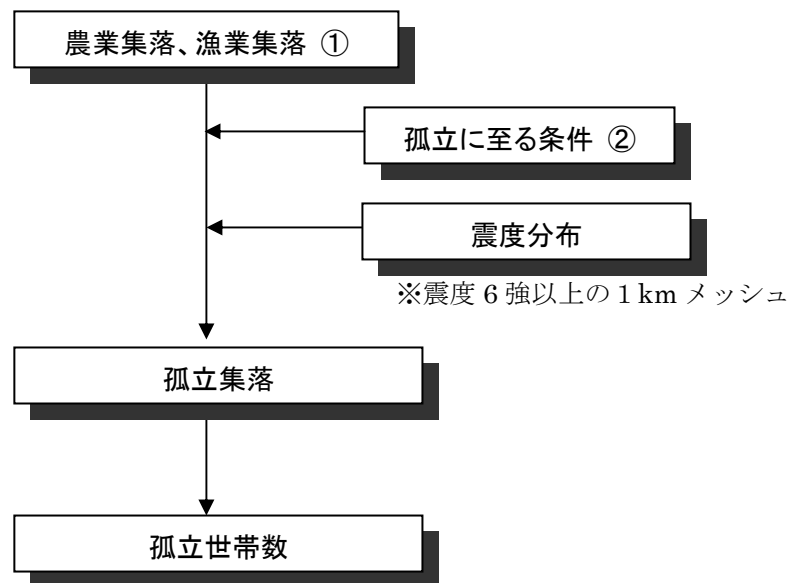 農業集落、漁業集落 ①
孤立に至る条件 ②
震度分布
※震度6強以上の1kmメッシュ
孤立集落
孤立世帯数